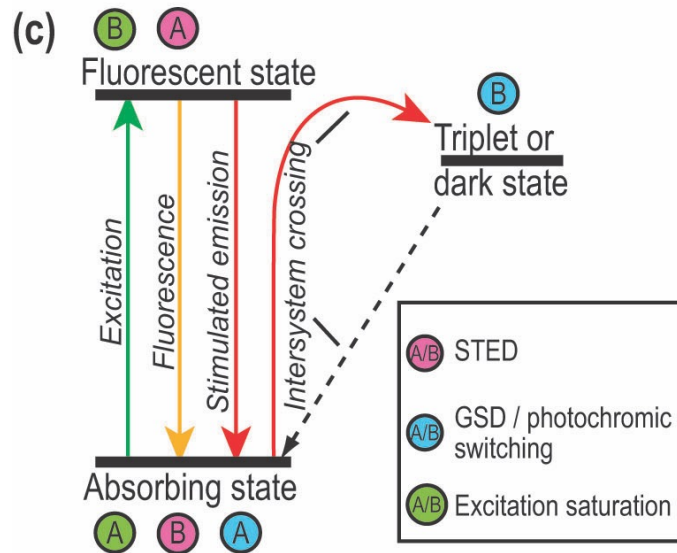 (c)
B A
Fluorescent state
B
Triplet or
dark state
Excitation
Fluorescence
Stimulated emission
Intersystem crossing
Absorbing state
A B A
A/B STED
A/B GSD / photochromic
switching
A/B Excitation saturation